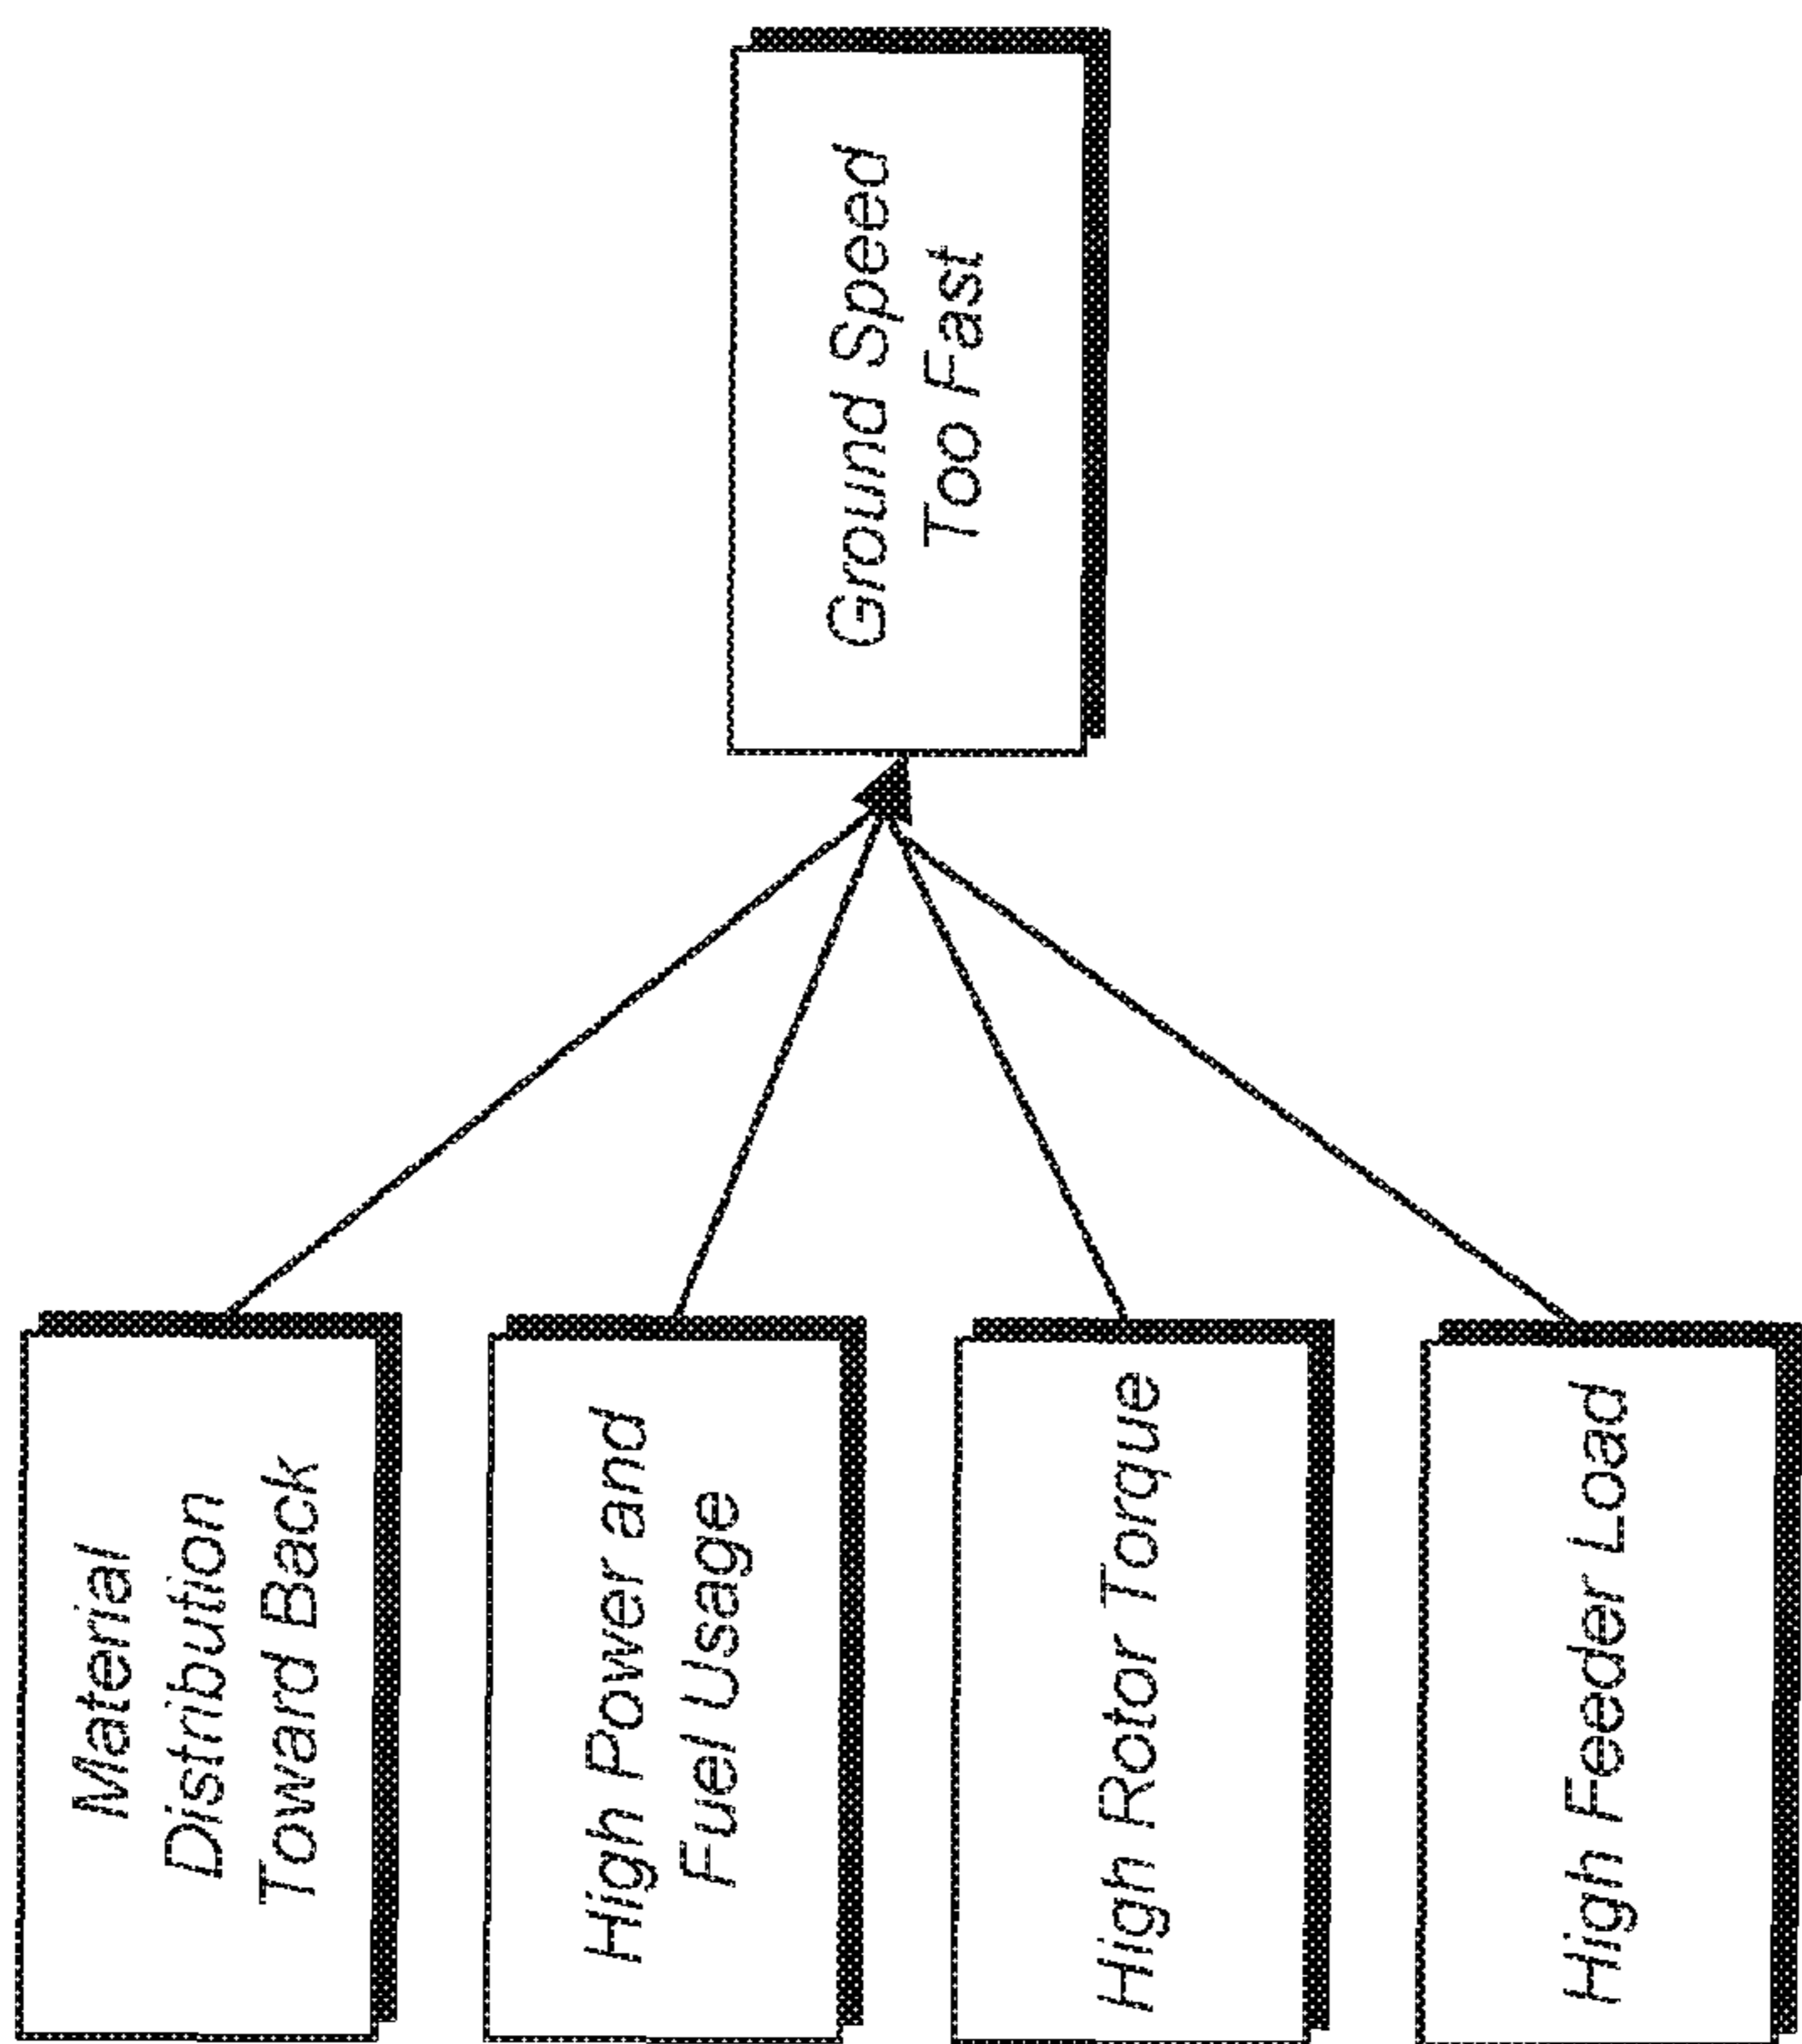 Material
Distribution
Toward Back
High Power and
Fuel Usage
High Rotor Torque
High Feeder Load
Ground Speed
Too Fast